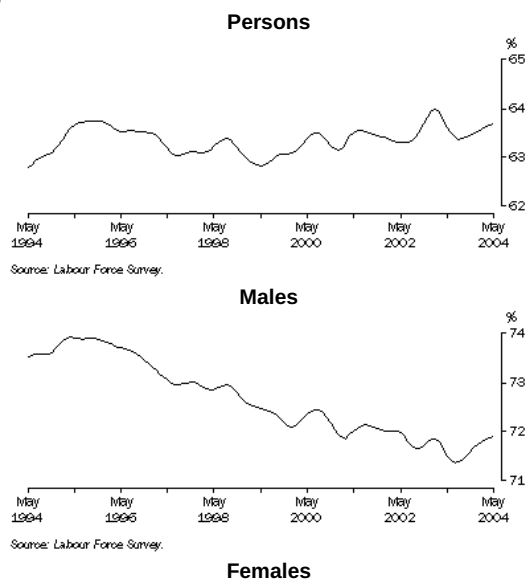 Persons
%
65
64
63
62
May May May May May May
1994 1996 1998 2000 2002 2004
Source: Labour Force Survey.
Males
%
74
73
72
71
May May May May May May
1994 1996 1998 2000 2002 2004
Source: Labour Force Survey.
Females